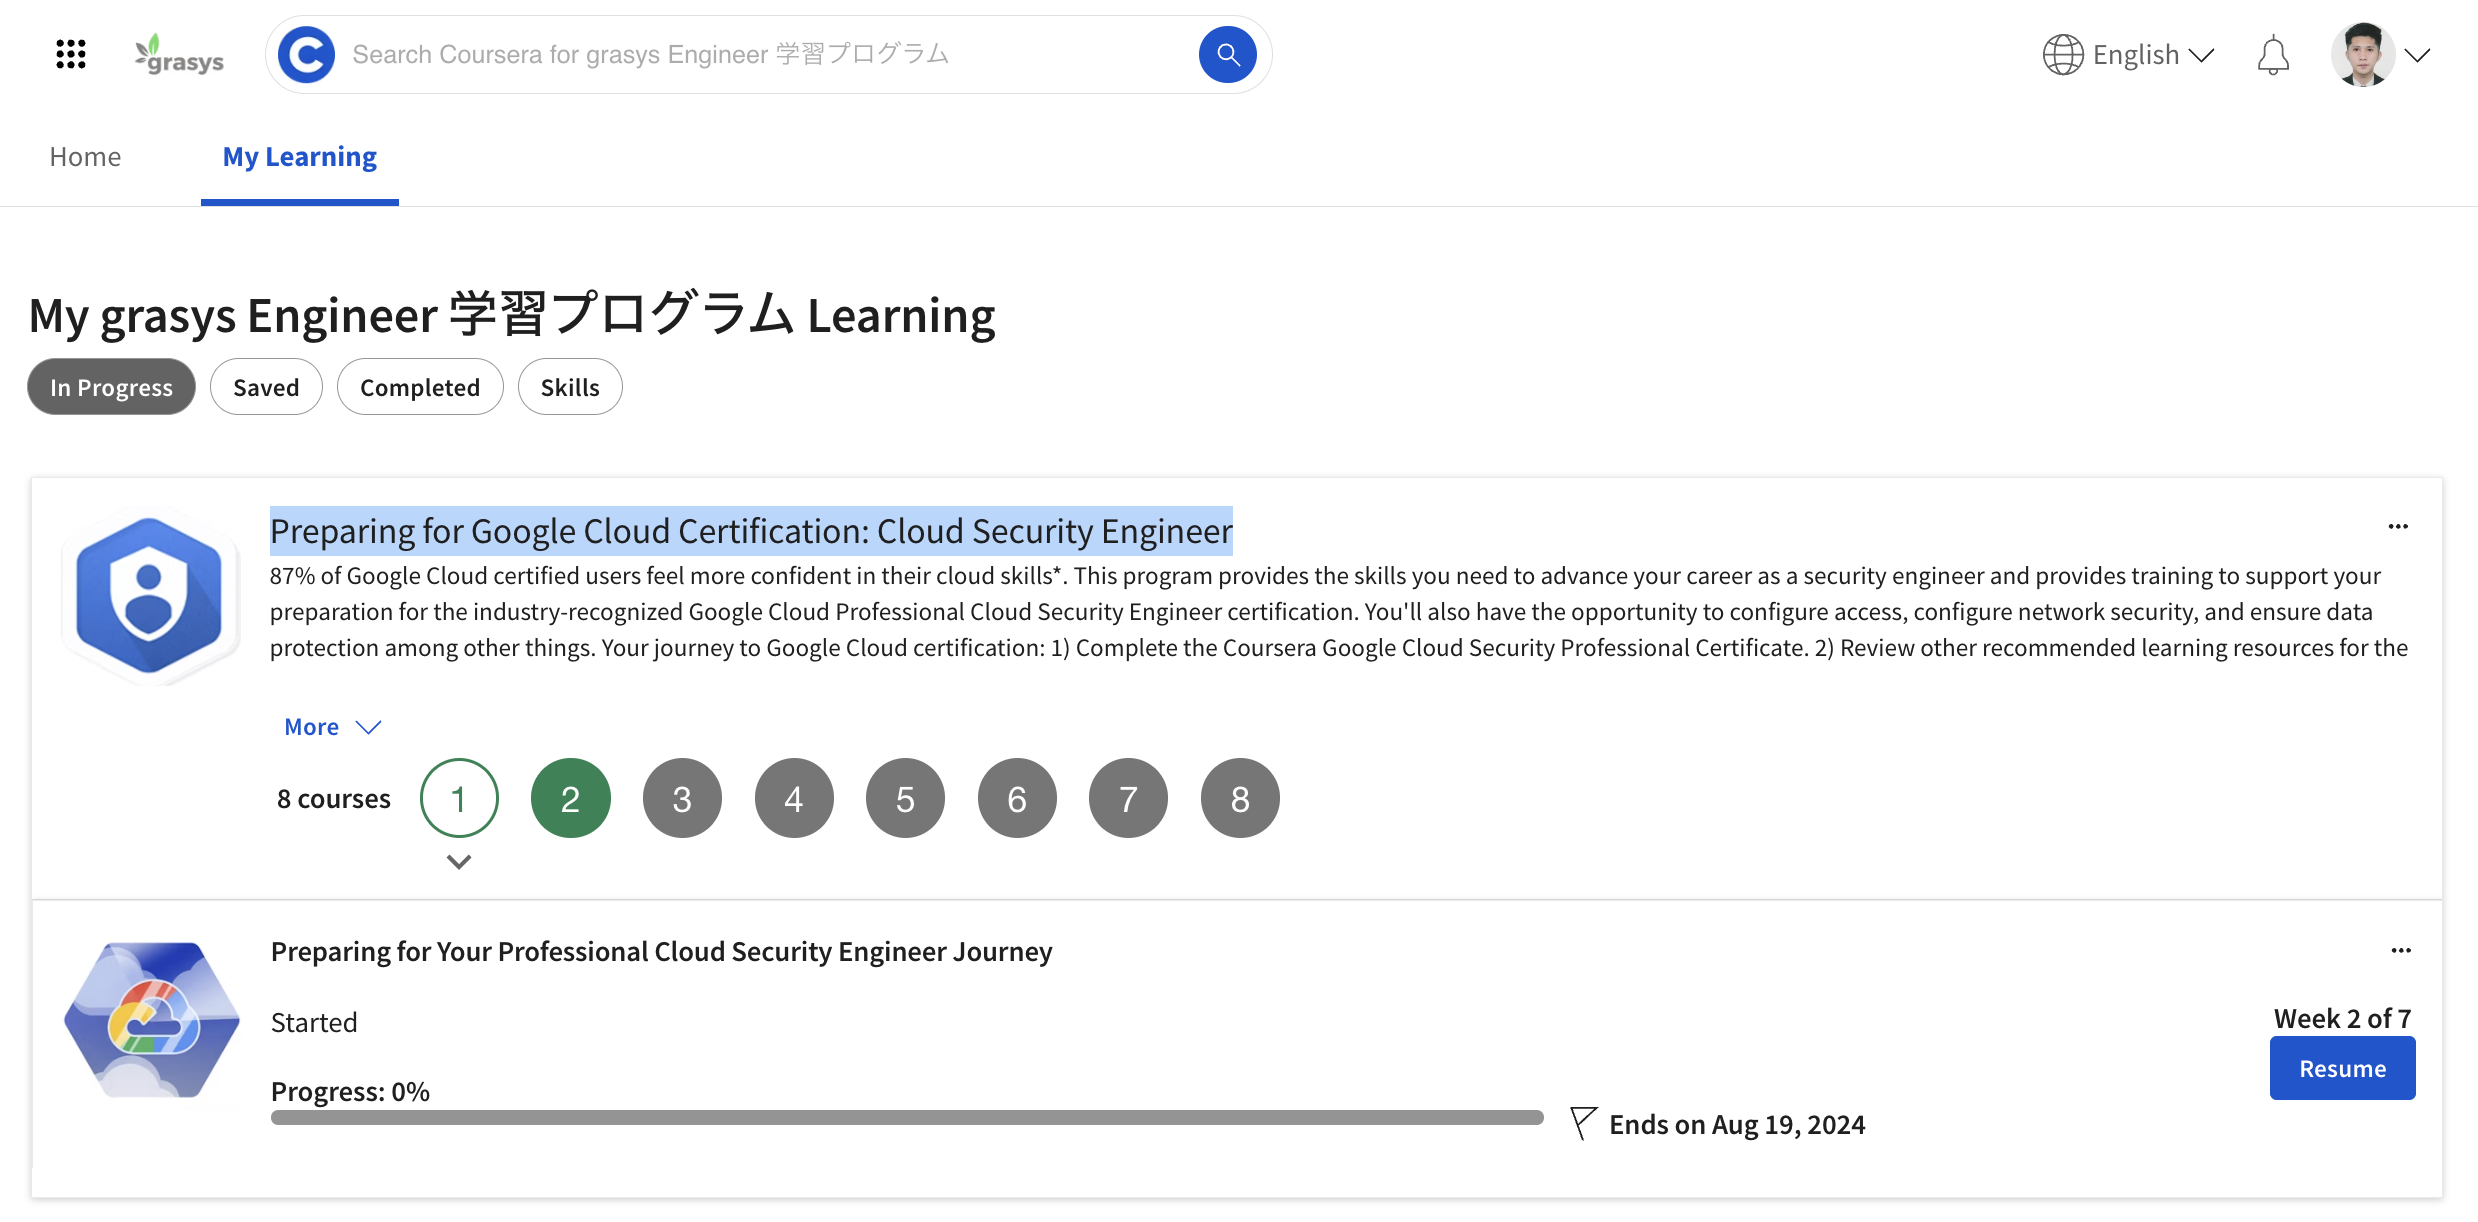 grasys
Search Coursera for grasys Engineer 学習プログラム
English
Home
My Learning
My grasys Engineer 学習プログラム Learning
In Progress
Saved
Completed
Skills
Preparing for Google Cloud Certification: Cloud Security Engineer
87% of Google Cloud certified users feel more confident in their cloud skills*. This program provides the skills you need to advance your career as a security engineer and provides training to support your
preparation for the industry-recognized Google Cloud Professional Cloud Security Engineer certification. You'll also have the opportunity to configure access, configure network security, and ensure data
protection among other things. Your journey to Google Cloud certification: 1) Complete the Coursera Google Cloud Security Professional Certificate. 2) Review other recommended learning resources for the
More
8 courses 1 2 3 4 5 6 7 8
Preparing for Your Professional Cloud Security Engineer Journey
Started
Week 2 of 7
Resume
Progress: 0%
Ends on Aug 19, 2024